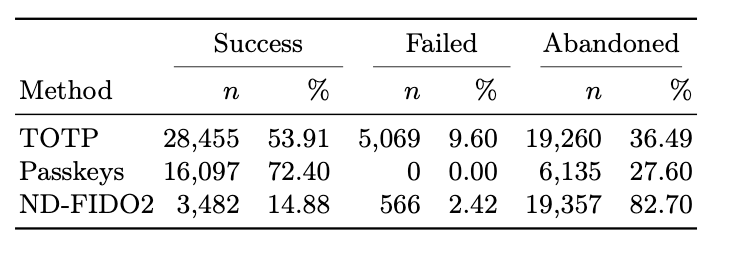 Success Failed Abandoned
Method n % n % n %
TOTP 28,455 53.91 5,069 9.60 19,260 36.49
Passkeys 16,097 72.40 0 0.00 6,135 27.60
ND-FIDO2 3,482 14.88 566 2.42 19,357 82.70